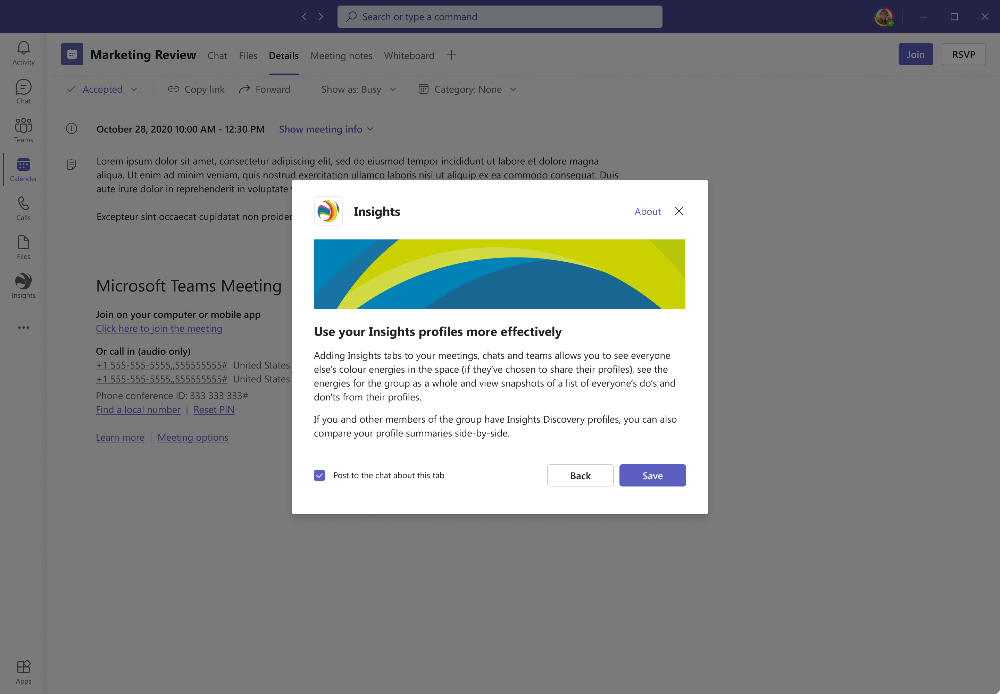 Search or type a command
Activity
Chat
Teams
Calender
Calls
Files
Insights
Apps
Marketing Review
Chat
Files
Details
Meeting notes
Whiteboard
Join
RSVP
Accepted
Copy link
Forward
Show as: Busy
Category: None
October 28, 2020 10:00 AM - 12:30 PM
Show meeting info
Lorem ipsum dolor sit amet, consectetur adipiscing elit, sed do eiusmod tempor incididunt ut labore et dolore magna
aliqua. Ut enim ad minim veniam, quis nostrud exercitation ullamco laboris nisi ut aliquip ex ea commodo consequat. Duis
aute irure dolor in reprehenderit in voluptate
Excepteur sint occaecat cupidatat non
Microsoft Teams Meeting
Join on your computer or mobile app
Click here to join the meeting
Or call in (audio only)
+1 555-555-5555,,555555555# United States
+1 555-555-5555,,555555555# United States
Phone conference ID: 333 333 333#
Find a local number | Reset PIN
Learn more | Meeting options
Insights
About
Use your Insights profiles more effectively
Adding Insights tabs to your meetings, chats and teams allows you to see everyone
else’s colour energies in the space (if they’ve chosen to share their profiles), see the
energies for the group as a whole and view snapshots of a list of everyone’s do’s and
don’ts from their profiles.
If you and other members of the group have Insights Discovery profiles, you can also
compare your profile summaries side-by-side.
Post to the chat about this tab
Back
Save